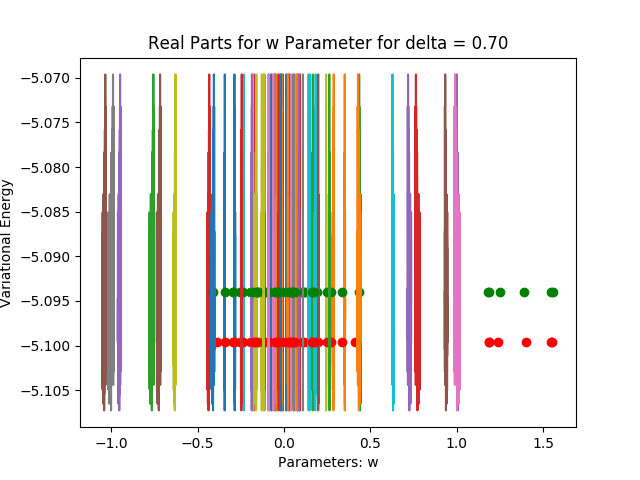 Real Parts for w Parameter for delta = 0.70
Variational Energy
−5.070
−5.075
−5.080
−5.085
−5.090
−5.095
−5.100
−5.105
−1.0 −0.5 0.0 0.5 1.0 1.5
Parameters: w